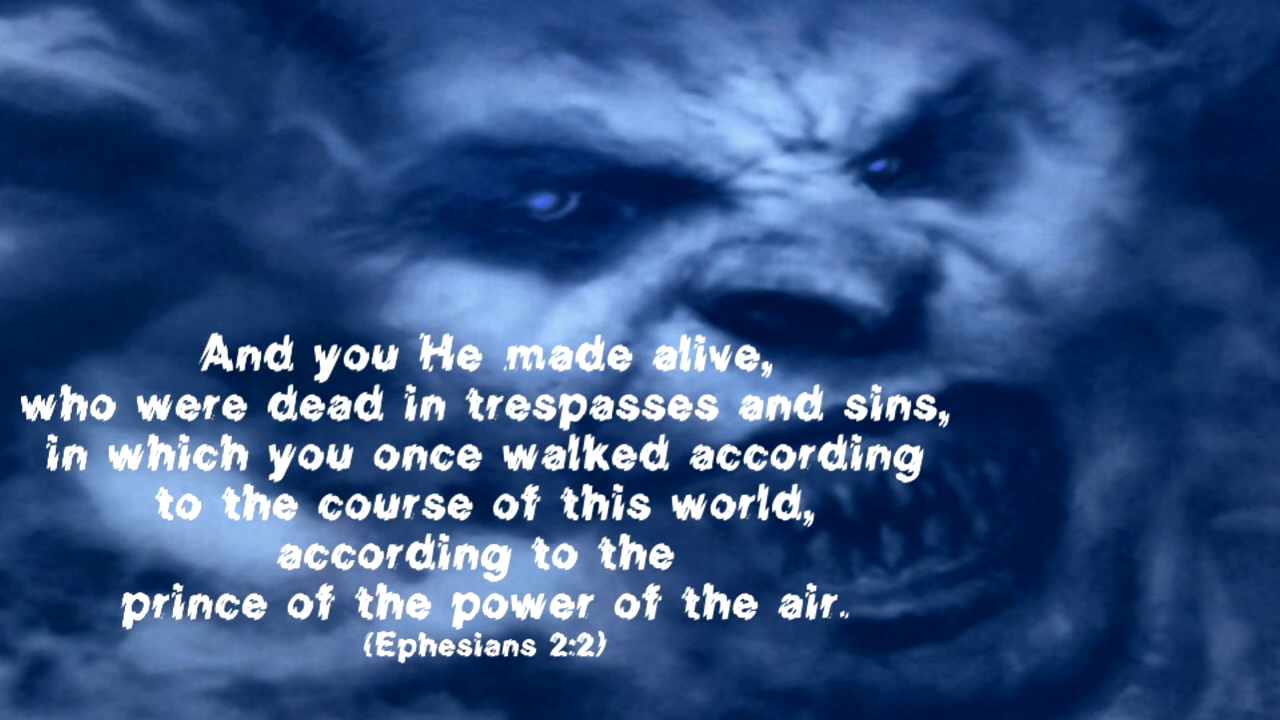 And you He made alive,
who were dead in trespasses and sins,
in which you once walked according
to the course of this world,
according to the
prince of the power of the air.
(Ephesians 2:2)